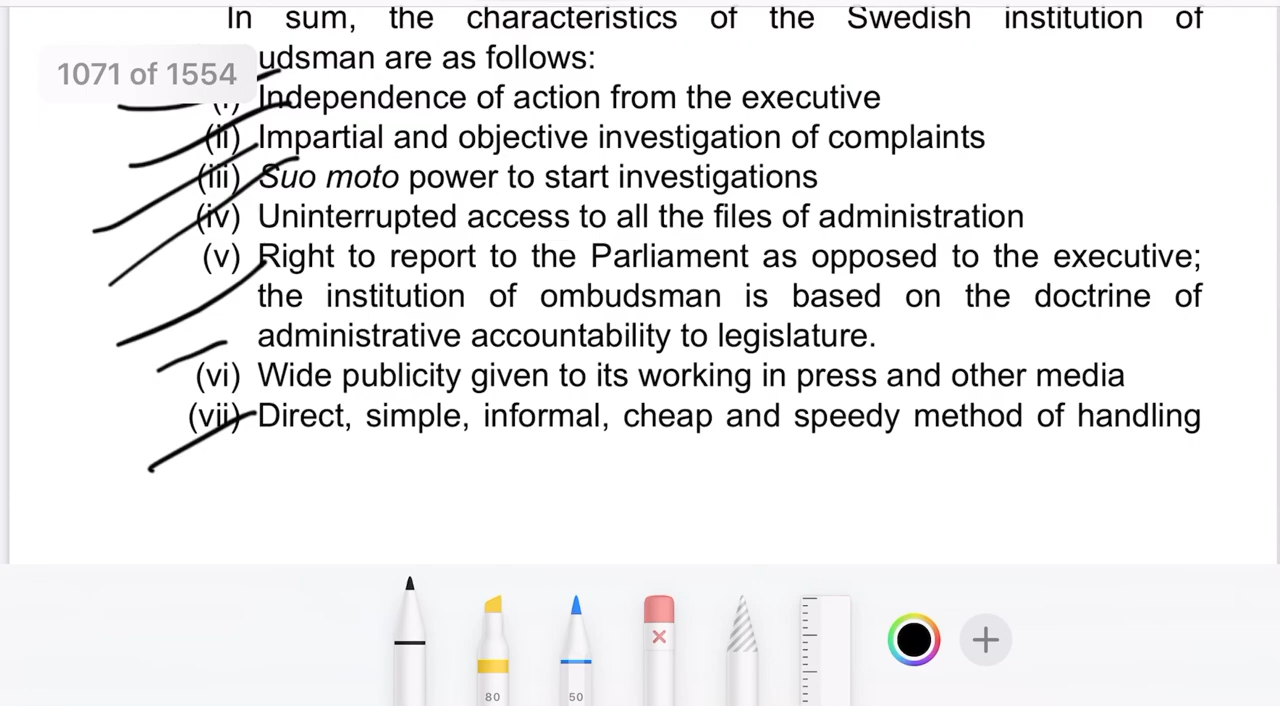 In sum, the characteristics of the Swedish institution of
udsman are as follows:
1071 of 1554
(i) Independence of action from the executive
(ii) Impartial and objective investigation of complaints
(iii) Suo moto power to start investigations
(iv) Uninterrupted access to all the files of administration
(v) Right to report to the Parliament as opposed to the executive;
the institution of ombudsman is based on the doctrine of
administrative accountability to legislature.
(vi) Wide publicity given to its working in press and other media
(vii) Direct, simple, informal, cheap and speedy method of handling
80
50